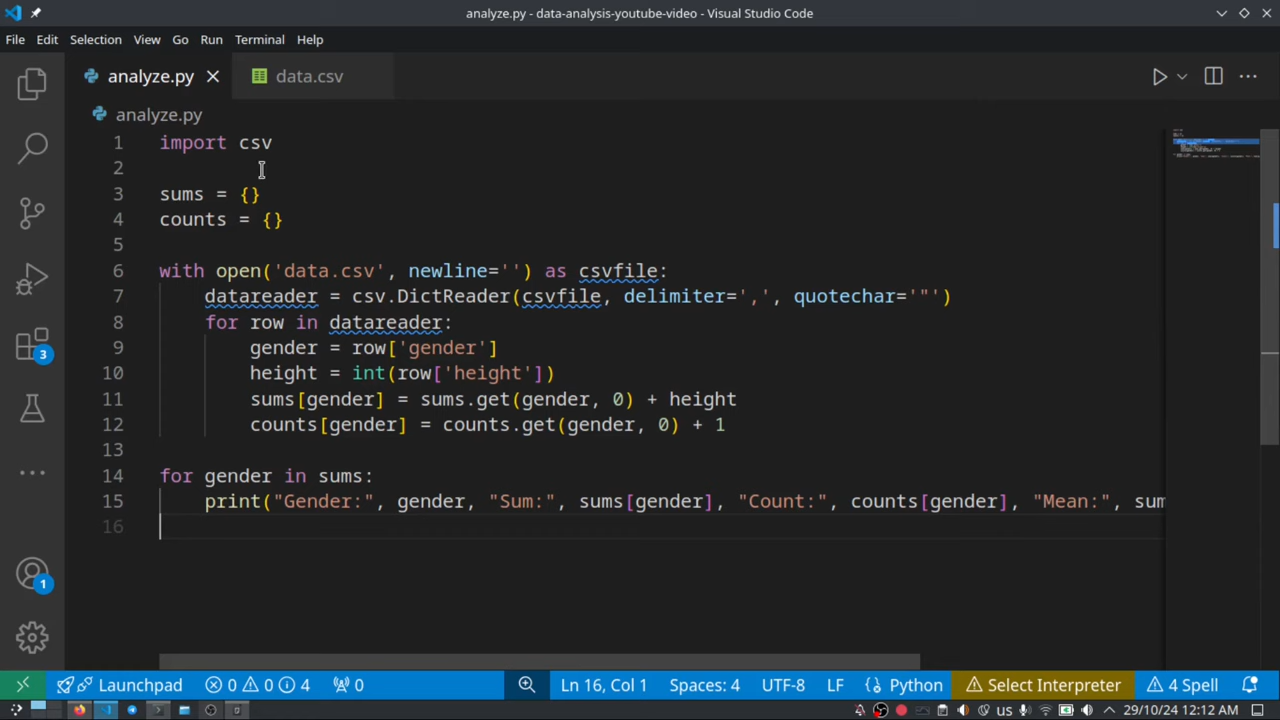 analyze.py - data-analysis-youtube-video - Visual Studio Code
File Edit Selection View Go Run Terminal Help
analyze.py data.csv
analyze.py
1 import csv
2
3 sums = {}
4 counts = {}
5
6 with open('data.csv', newline='') as csvfile:
7 datareader = csv.DictReader(csvfile, delimiter=',', quotechar='"')
8 for row in datareader:
9 gender = row['gender']
10 height = int(row['height'])
11 sums[gender] = sums.get(gender, 0) + height
12 counts[gender] = counts.get(gender, 0) + 1
13
14 for gender in sums:
15 print("Gender:", gender, "Sum:", sums[gender], "Count:", counts[gender], "Mean:", sum
16
3
1
Launchpad 0 0 4 0 Ln 16, Col 1 Spaces: 4 UTF-8 LF {} Python Select Interpreter 4 Spell
us 29/10/24 12:12 AM